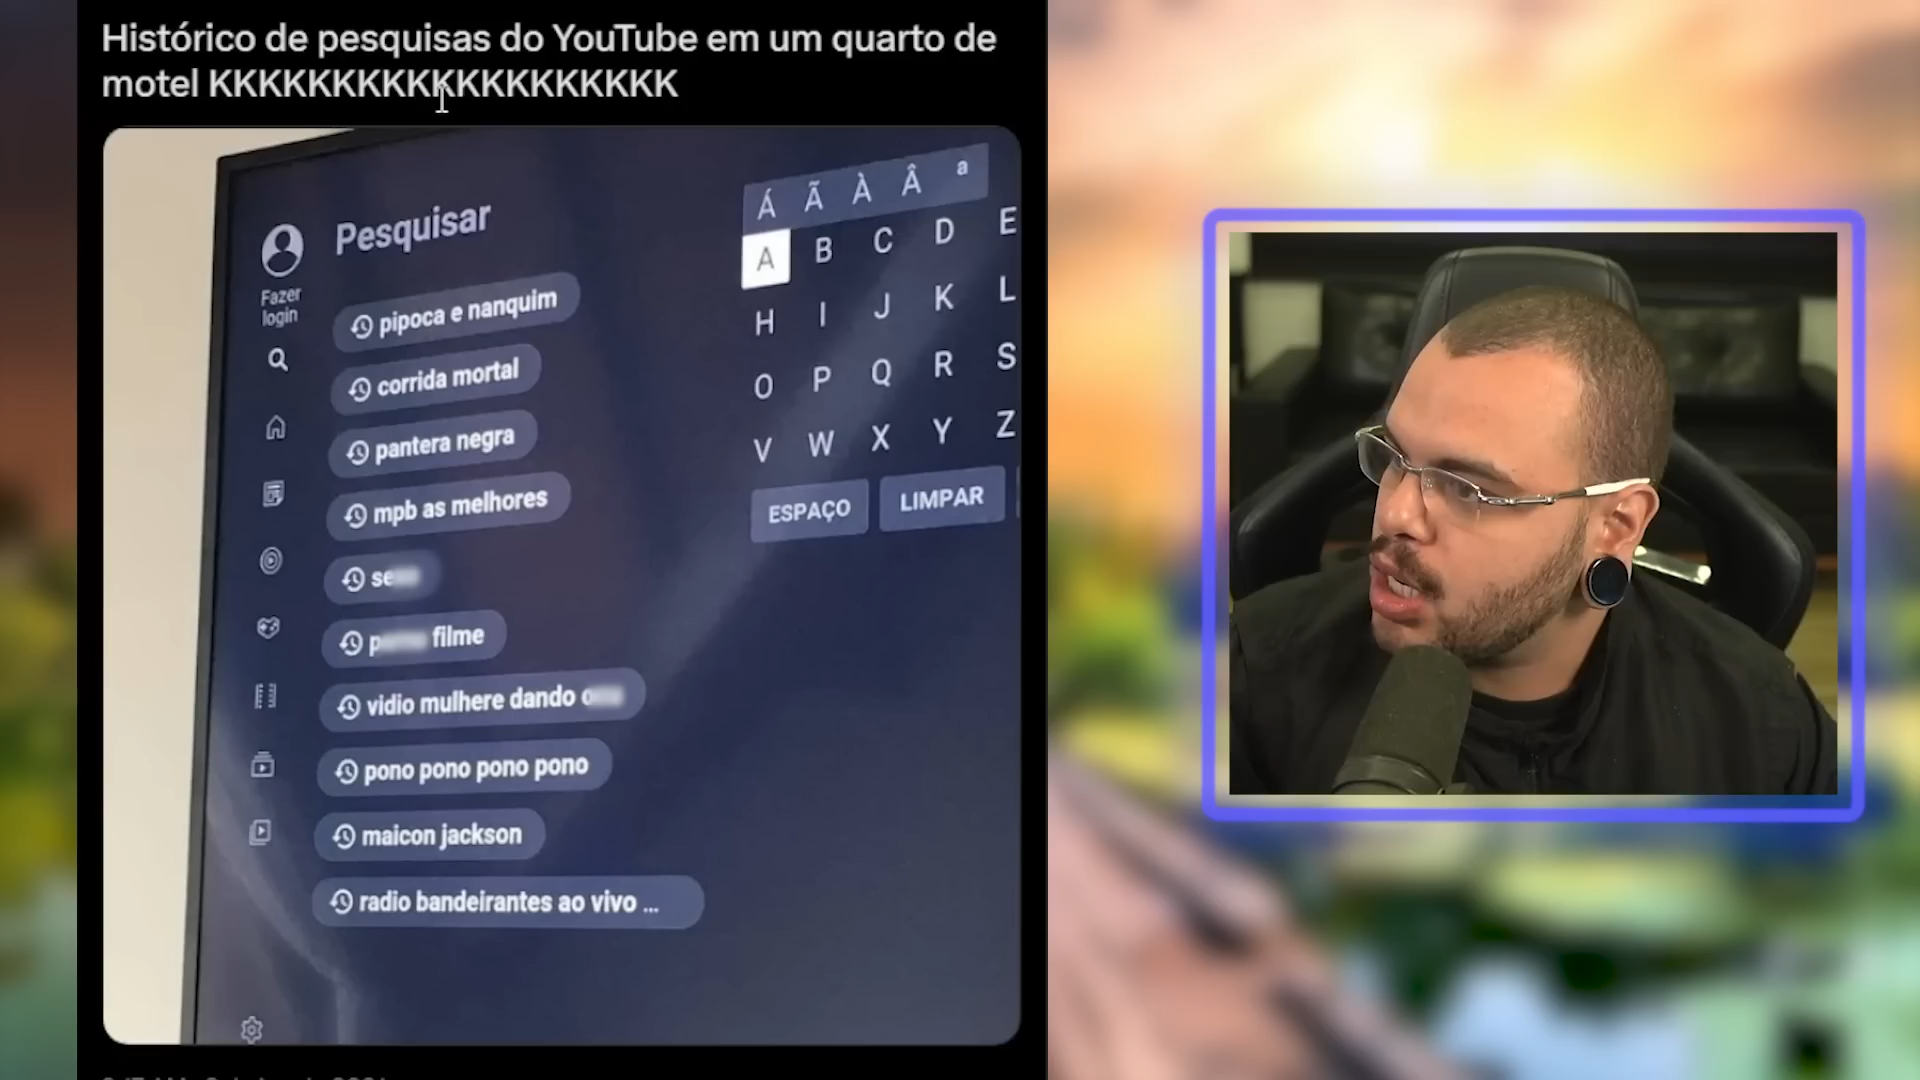 Histórico de pesquisas do YouTube em um quarto de
motel KKKKKKKKKKKKKKKKKKK
Pesquisar
Fazer
login
pipoca e nanquim
corrida mortal
pantera negra
mpb as melhores
se
p filme
vidio mulhere dando
pono pono pono pono
maicon jackson
radio bandeirantes ao vivo ...
Á Ã À Â ª
A B C D E
H I J K L
O P Q R S
V W X Y Z
ESPAÇO LIMPAR